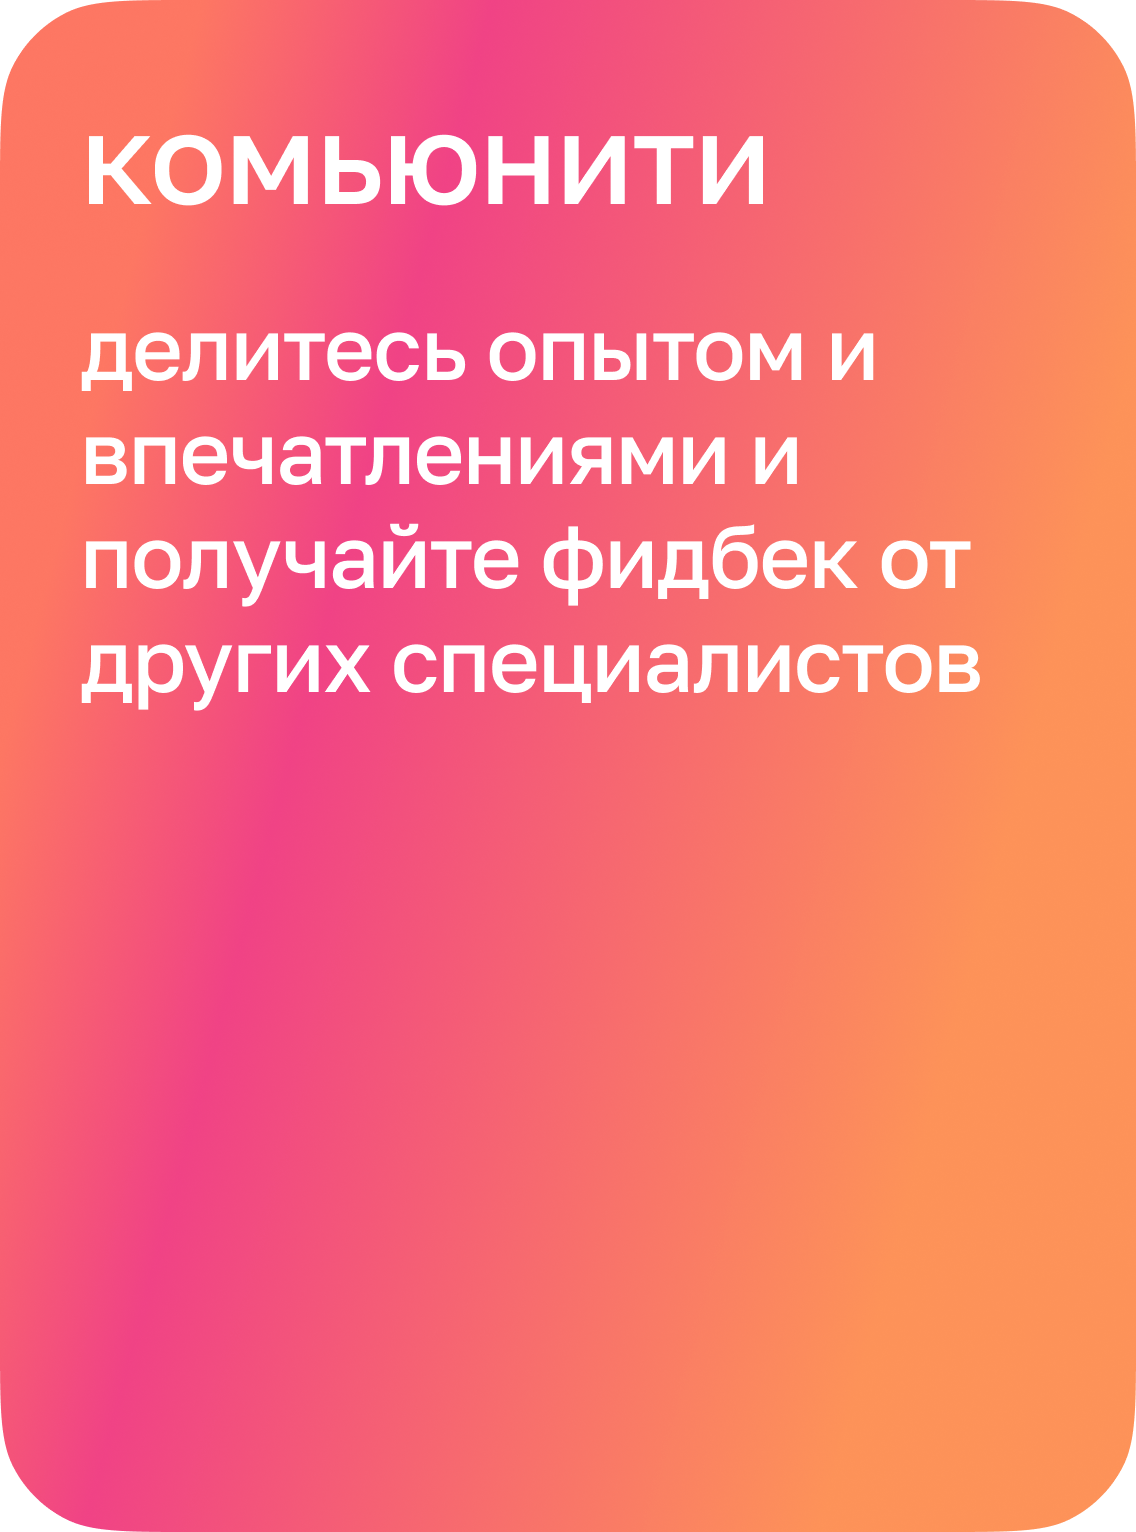 комьюнити
делитесь опытом и
впечатлениями и
получайте фидбек от
других специалистов